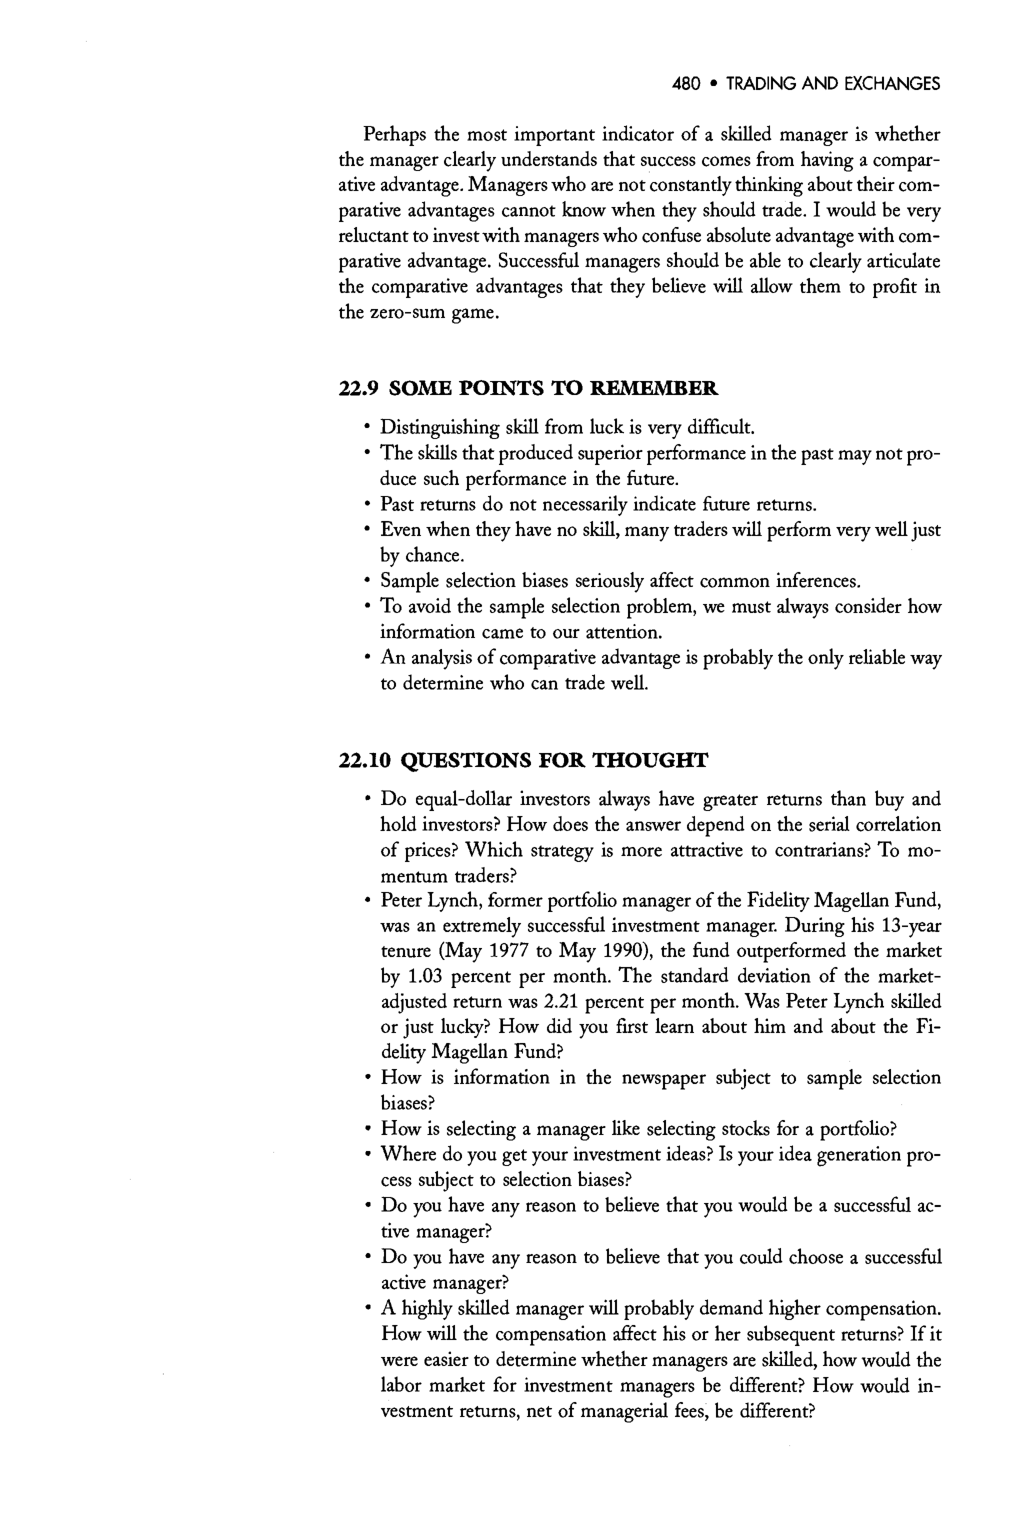 480 • TRADING AND EXCHANGES
Perhaps the most important indicator of a skilled manager is whether
the manager clearly understands that success comes from having a compar-
ative advantage. Managers who are not constantly thinking about their com-
parative advantages cannot know when they should trade. I would be very
reluctant to invest with managers who confuse absolute advantage with com-
parative advantage. Successful managers should be able to clearly articulate
the comparative advantages that they believe will allow them to profit in
the zero-sum game.
22.9 SOME POINTS TO REMEMBER
• Distinguishing skill from luck is very difficult.
• The skills that produced superior performance in the past may not pro-
duce such performance in the future.
• Past returns do not necessarily indicate future returns.
• Even when they have no skill, many traders will perform very well just
by chance.
• Sample selection biases seriously affect common inferences.
• To avoid the sample selection problem, we must always consider how
information came to our attention.
• An analysis of comparative advantage is probably the only reliable way
to determine who can trade well.
22.10 QUESTIONS FOR THOUGHT
• Do equal-dollar investors always have greater returns than buy and
hold investors? How does the answer depend on the serial correlation
of prices? Which strategy is more attractive to contrarians? To mo-
mentum traders?
• Peter Lynch, former portfolio manager of the Fidelity Magellan Fund,
was an extremely successful investment manager. During his 13-year
tenure (May 1977 to May 1990), the fund outperformed the market
by 1.03 percent per month. The standard deviation of the market-
adjusted return was 2.21 percent per month. Was Peter Lynch skilled
or just lucky? How did you first learn about him and about the Fi-
delity Magellan Fund?
• How is information in the newspaper subject to sample selection
biases?
• How is selecting a manager like selecting stocks for a portfolio?
• Where do you get your investment ideas? Is your idea generation pro-
cess subject to selection biases?
• Do you have any reason to believe that you would be a successful ac-
tive manager?
• Do you have any reason to believe that you could choose a successful
active manager?
• A highly skilled manager will probably demand higher compensation.
How will the compensation affect his or her subsequent returns? If it
were easier to determine whether managers are skilled, how would the
labor market for investment managers be different? How would in-
vestment returns, net of managerial fees, be different?